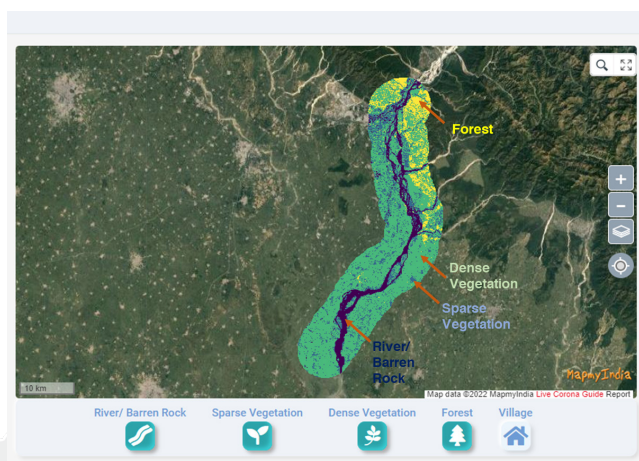 Forest
Dense
Vegetation
Sparse
Vegetation
River/
Barren
Rock
10 km
MapmyIndia
Map data ©2022 MapmyIndia Live Corona Guide Report
River/ Barren Rock Sparse Vegetation Dense Vegetation Forest Village